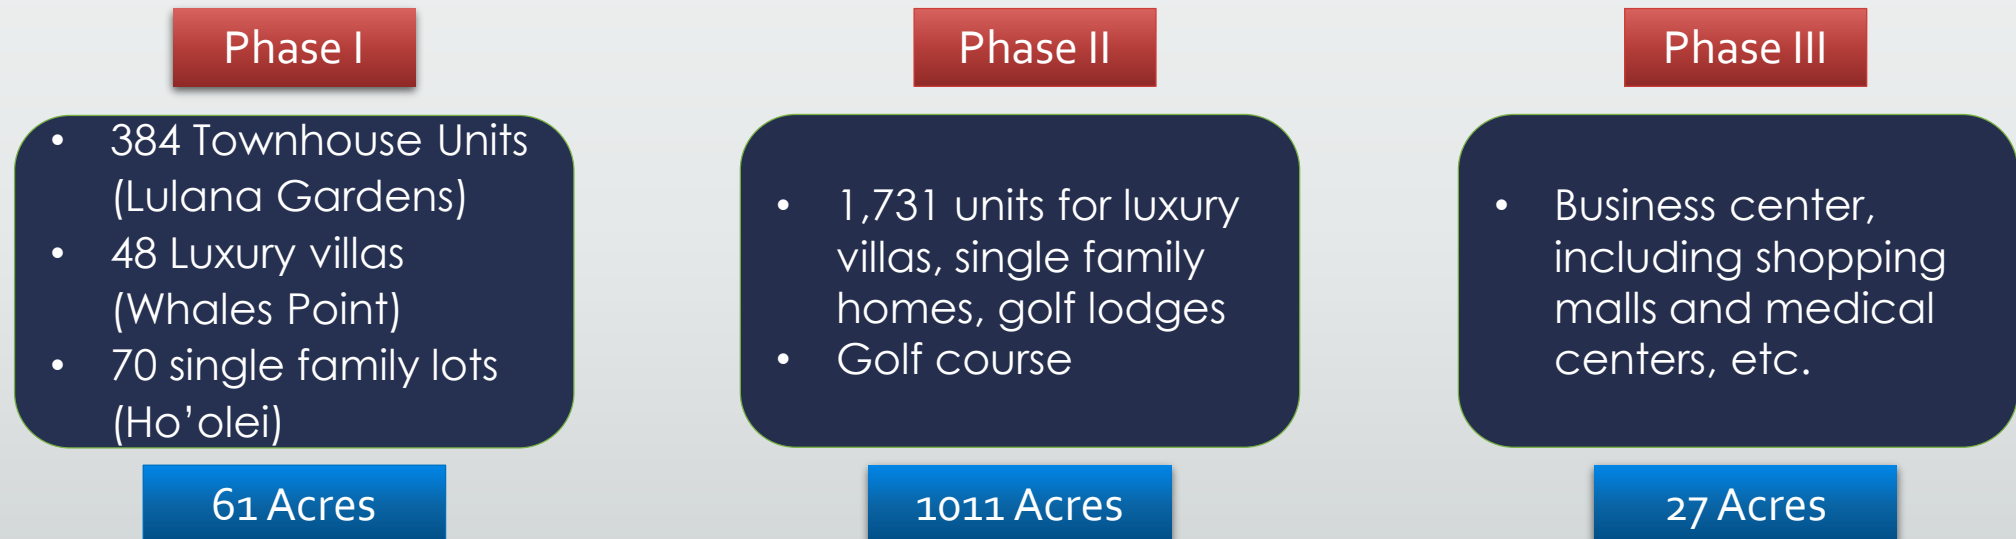 Phase I
• 384 Townhouse Units
(Lulana Gardens)
• 48 Luxury villas
(Whales Point)
• 70 single family lots
(Ho’olei)
61 Acres
Phase II
• 1,731 units for luxury
villas, single family
homes, golf lodges
• Golf course
1011 Acres
Phase III
• Business center,
including shopping
malls and medical
centers, etc.
27 Acres